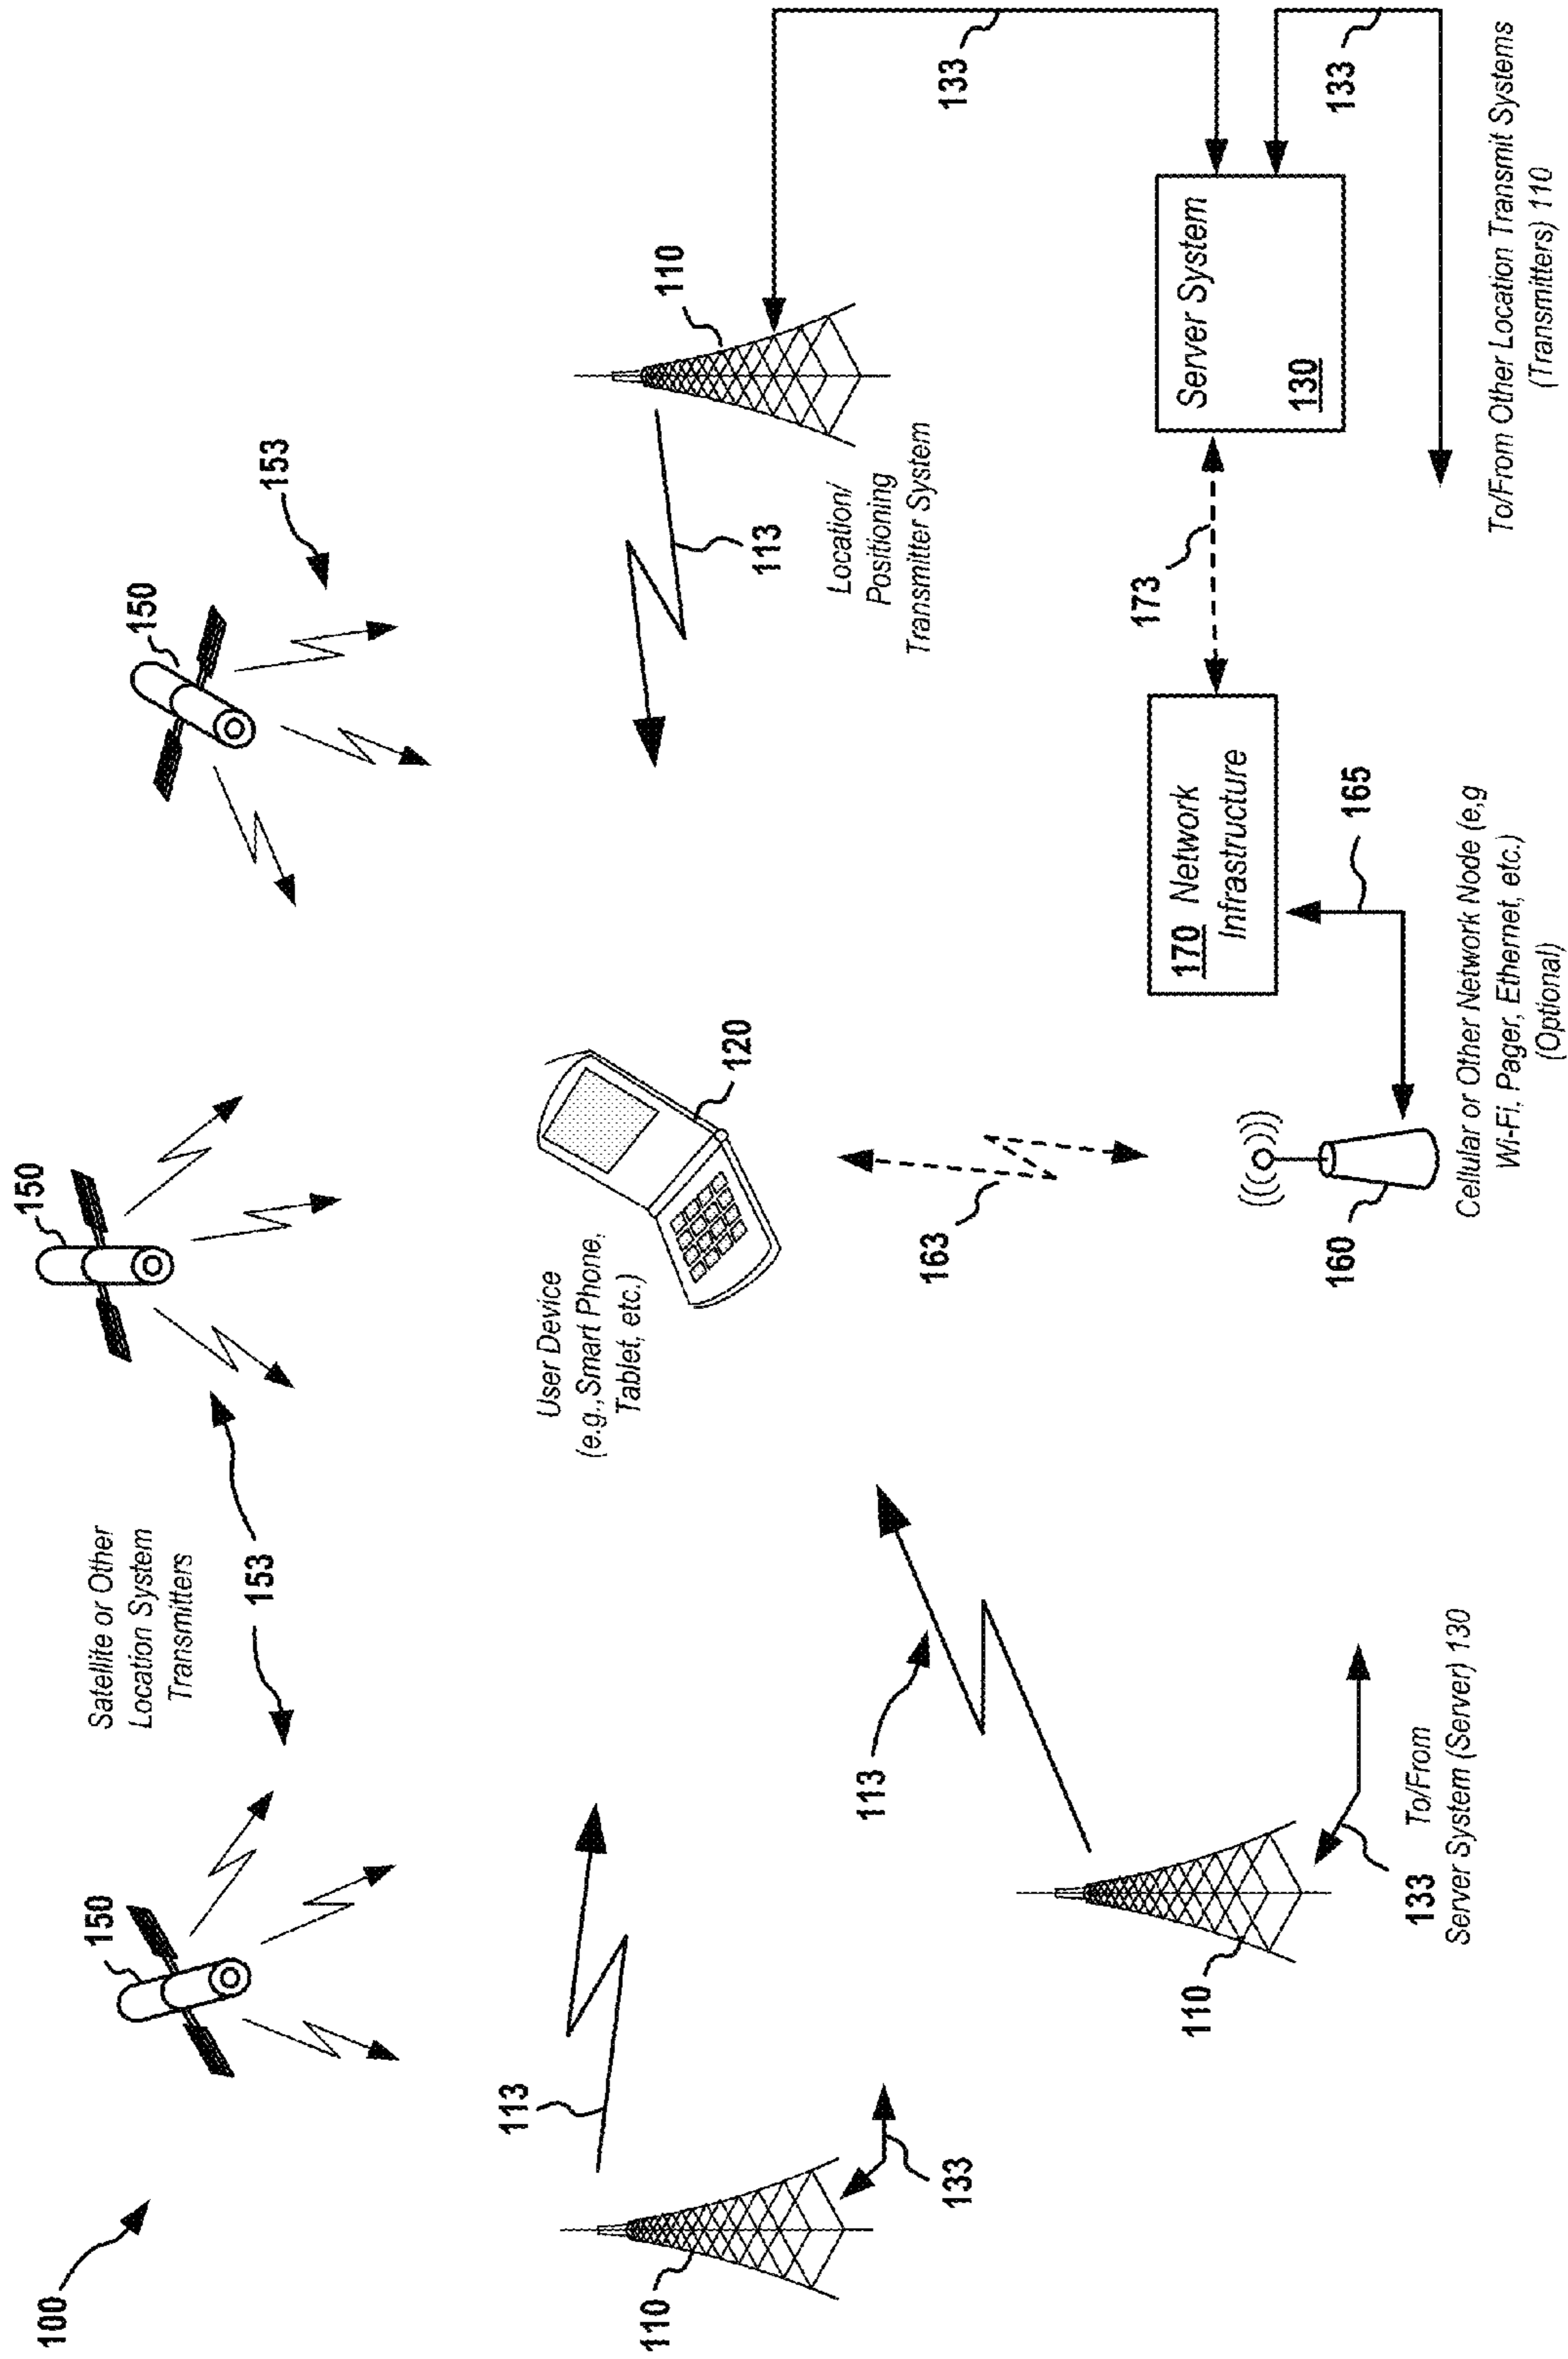 100
150
150
150
153
Satellite or Other
Location System
Transmitters
153
113
110
133
User Device
(e.g.,Smart Phone,
Tablet, etc.)
120
110
113
Location/
Positioning
Transmitter System
113
110
133
To/From
Server System (Server) 130
163
160
Cellular or Other Network Node (e,g
Wi-Fi, Pager, Ethernet, etc.)
(Optional)
170 Network
Infrastructure
165
173
Server System
130
133
133
To/From Other Location Transmit Systems
(Transmitters) 110